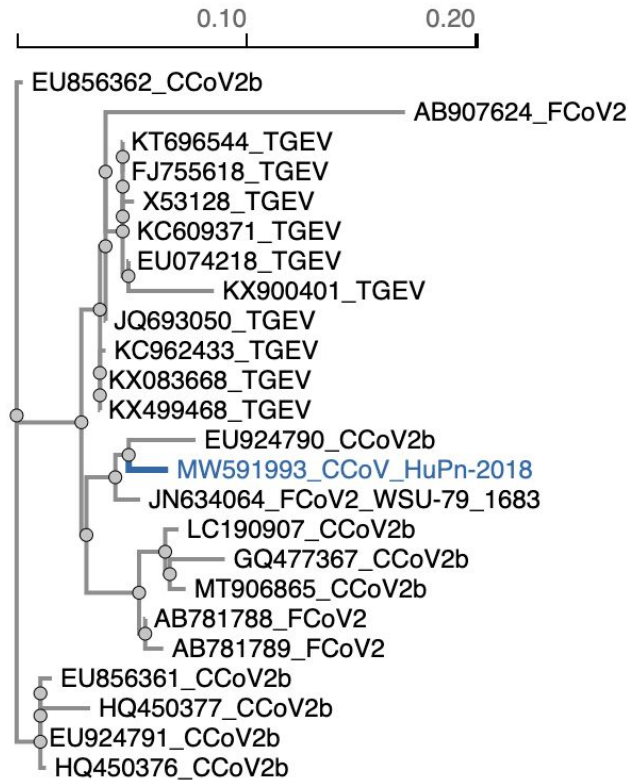 0.10 0.20
EU856362_CCoV2b
AB907624_FCoV2
KT696544_TGEV
FJ755618_TGEV
X53128_TGEV
KC609371_TGEV
EU074218_TGEV
KX900401_TGEV
JQ693050_TGEV
KC962433_TGEV
KX083668_TGEV
KX499468_TGEV
EU924790_CCoV2b
MW591993_CCoV_HuPn-2018
JN634064_FCoV2_WSU-79_1683
LC190907_CCoV2b
GQ477367_CCoV2b
MT906865_CCoV2b
AB781788_FCoV2
AB781789_FCoV2
EU856361_CCoV2b
HQ450377_CCoV2b
EU924791_CCoV2b
HQ450376_CCoV2b